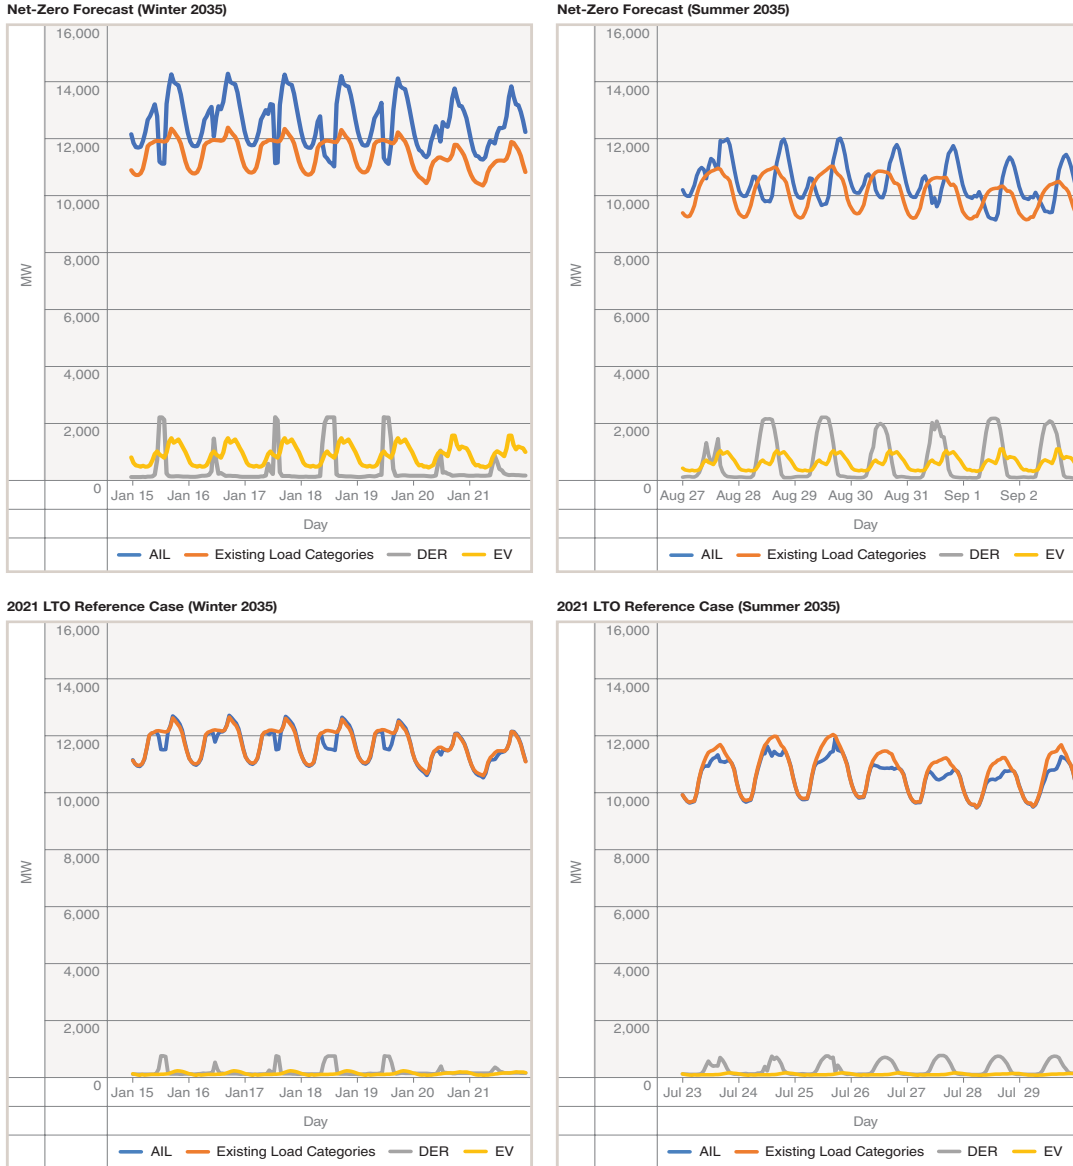 Net-Zero Forecast (Winter 2035)
16,000
14,000
12,000
10,000
8,000
6,000
4,000
2,000
0
MW
Jan 15 Jan 16 Jan 17 Jan 18 Jan 19 Jan 20 Jan 21
Day
AIL Existing Load Categories DER EV
Net-Zero Forecast (Summer 2035)
16,000
14,000
12,000
10,000
8,000
6,000
4,000
2,000
0
MW
Aug 27 Aug 28 Aug 29 Aug 30 Aug 31 Sep 1 Sep 2
Day
AIL Existing Load Categories DER EV
2021 LTO Reference Case (Winter 2035)
16,000
14,000
12,000
10,000
8,000
6,000
4,000
2,000
0
MW
Jan 15 Jan 16 Jan17 Jan 18 Jan 19 Jan 20 Jan 21
Day
AIL Existing Load Categories DER EV
2021 LTO Reference Case (Summer 2035)
16,000
14,000
12,000
10,000
8,000
6,000
4,000
2,000
0
MW
Jul 23 Jul 24 Jul 25 Jul 26 Jul 27 Jul 28 Jul 29
Day
AIL Existing Load Categories DER EV